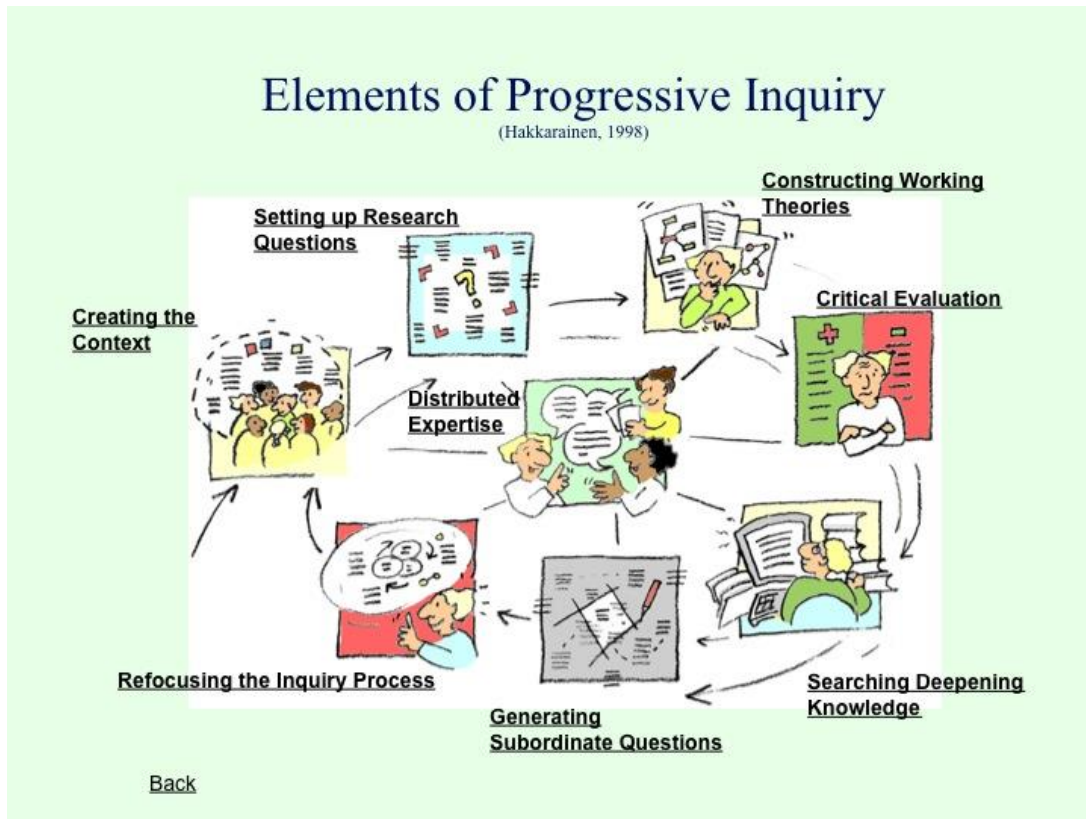 Elements of Progressive Inquiry
(Hakkarainen, 1998)
Constructing Working
Theories
Setting up Research
Questions
Critical Evaluation
Creating the
Context
Distributed
Expertise
Refocusing the Inquiry Process
Searching Deepening
Knowledge
Generating
Subordinate Questions
Back